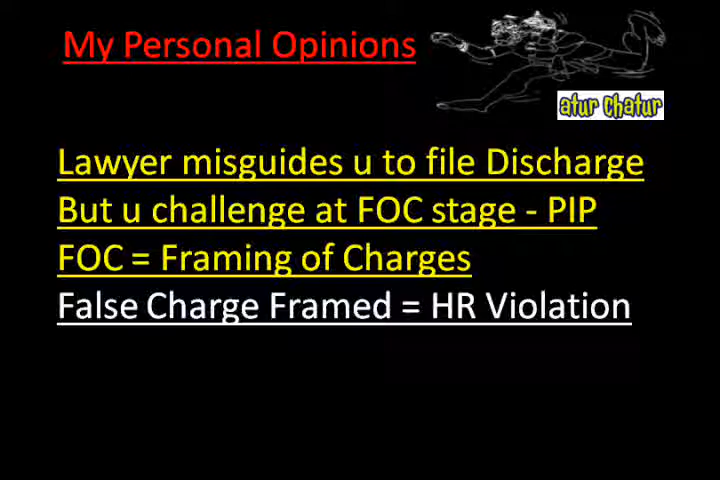 My Personal Opinions
atur chatur
Lawyer misguides u to file Discharge
But u challenge at FOC stage - PIP
FOC = Framing of Charges
False Charge Framed = HR Violation